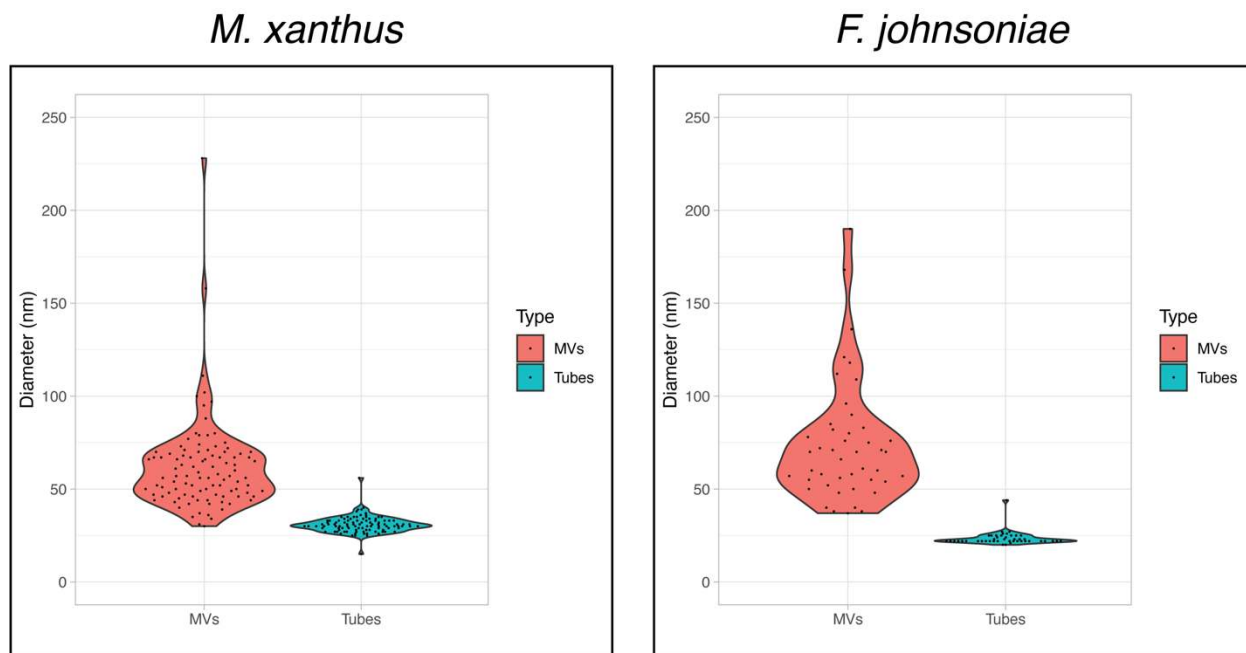 M. xanthus
F. johnsoniae
250
200
150
100
50
0
Diameter (nm)
MVs
Tubes
Type
MVs
Tubes
250
200
150
100
50
0
Diameter (nm)
MVs
Tubes
Type
MVs
Tubes